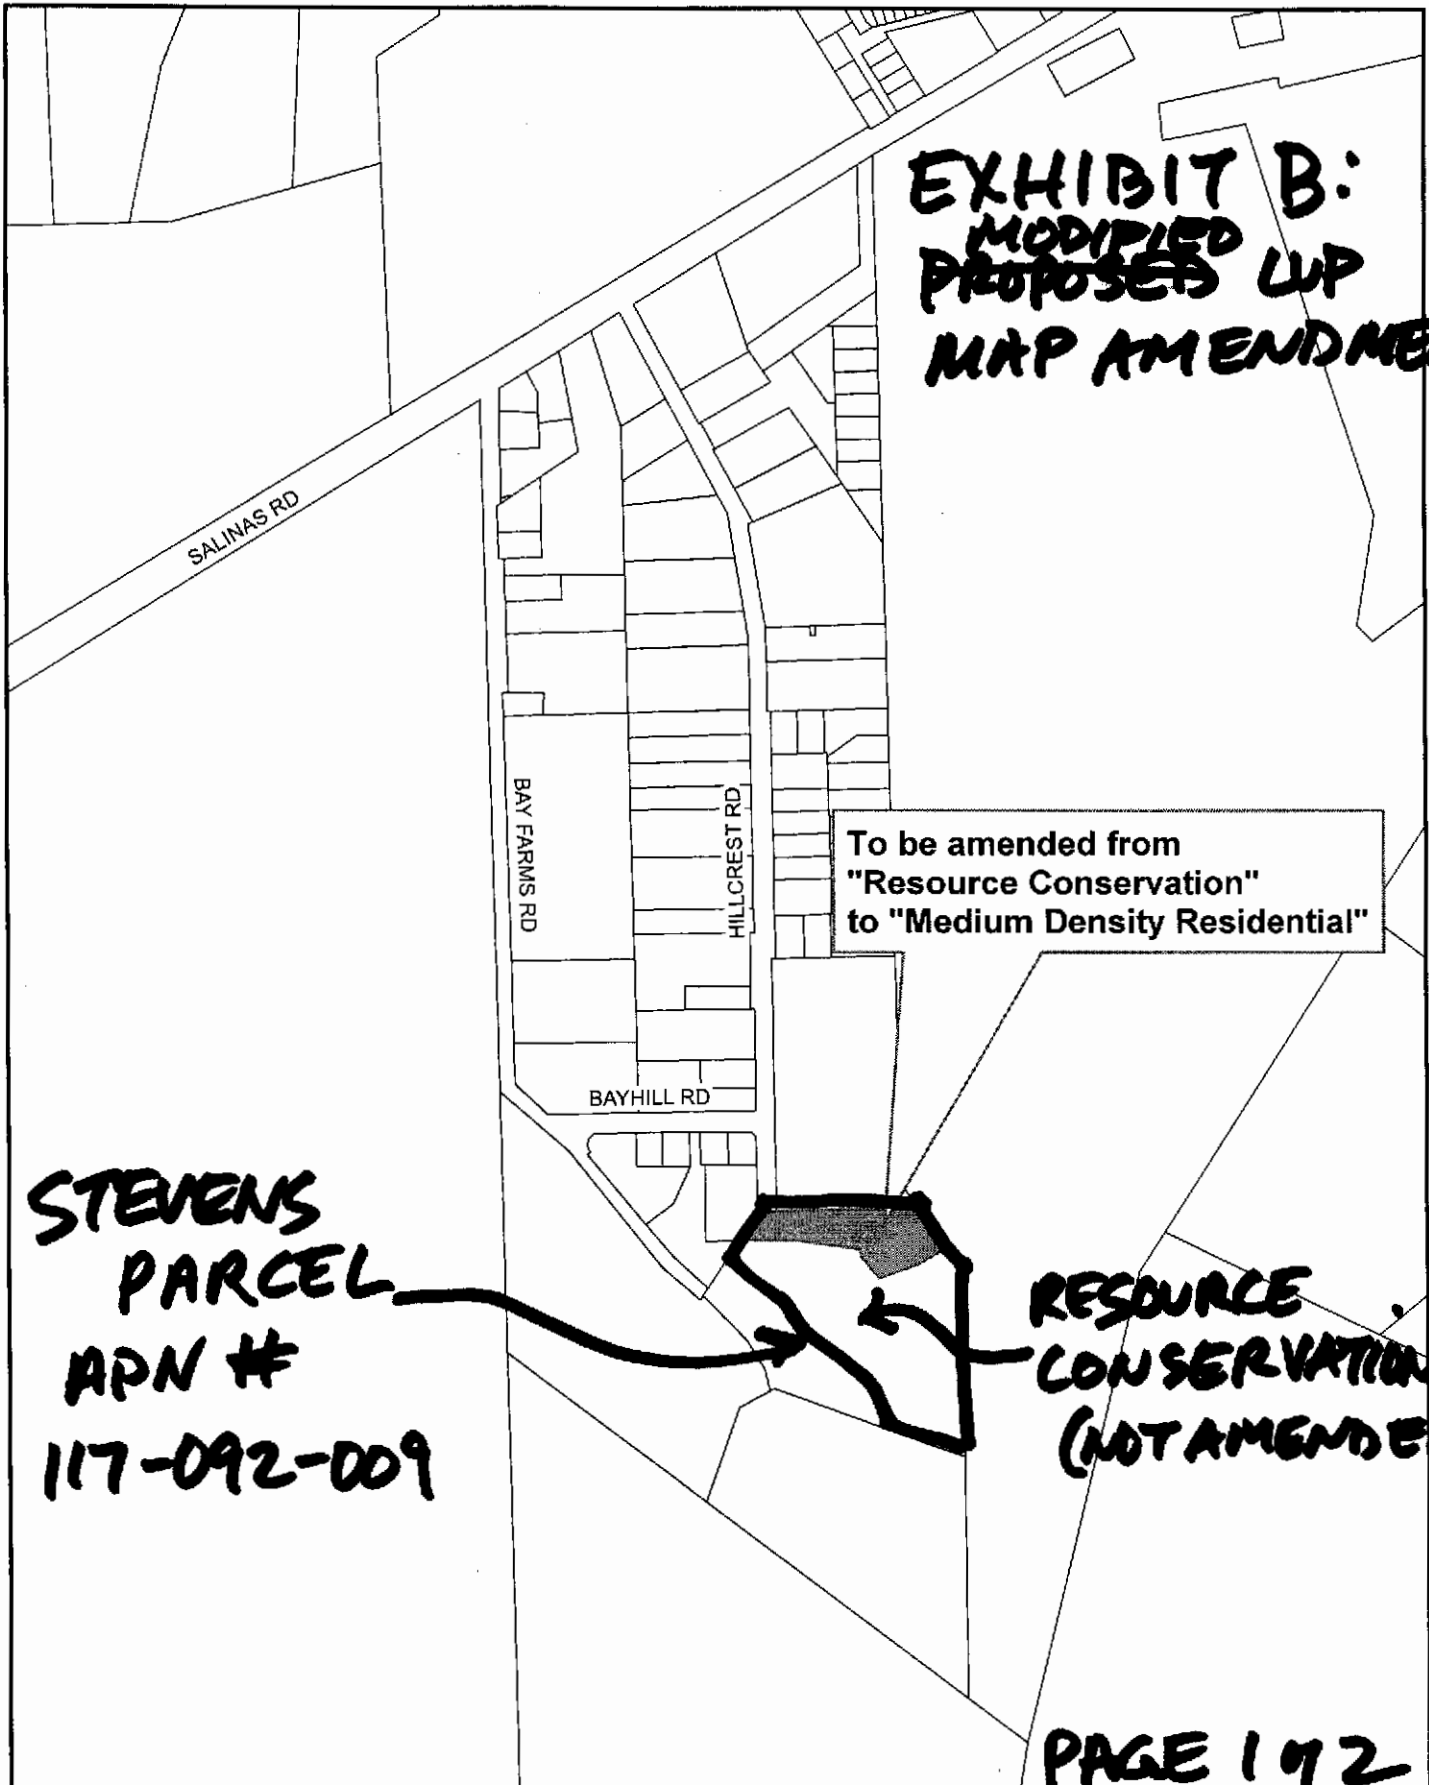 EXHIBIT B:
MODIFIED
PROPOSED LUP
MAP AMENDME
SALINAS RD
BAY FARMS RD
HILLCREST RD
To be amended from
"Resource Conservation"
to "Medium Density Residential"
BAYHILL RD
STEVENS
PARCEL
APN #
117-092-009
RESOURCE
CONSERVATION
(NOT AMENDE
PAGE 1 of 2